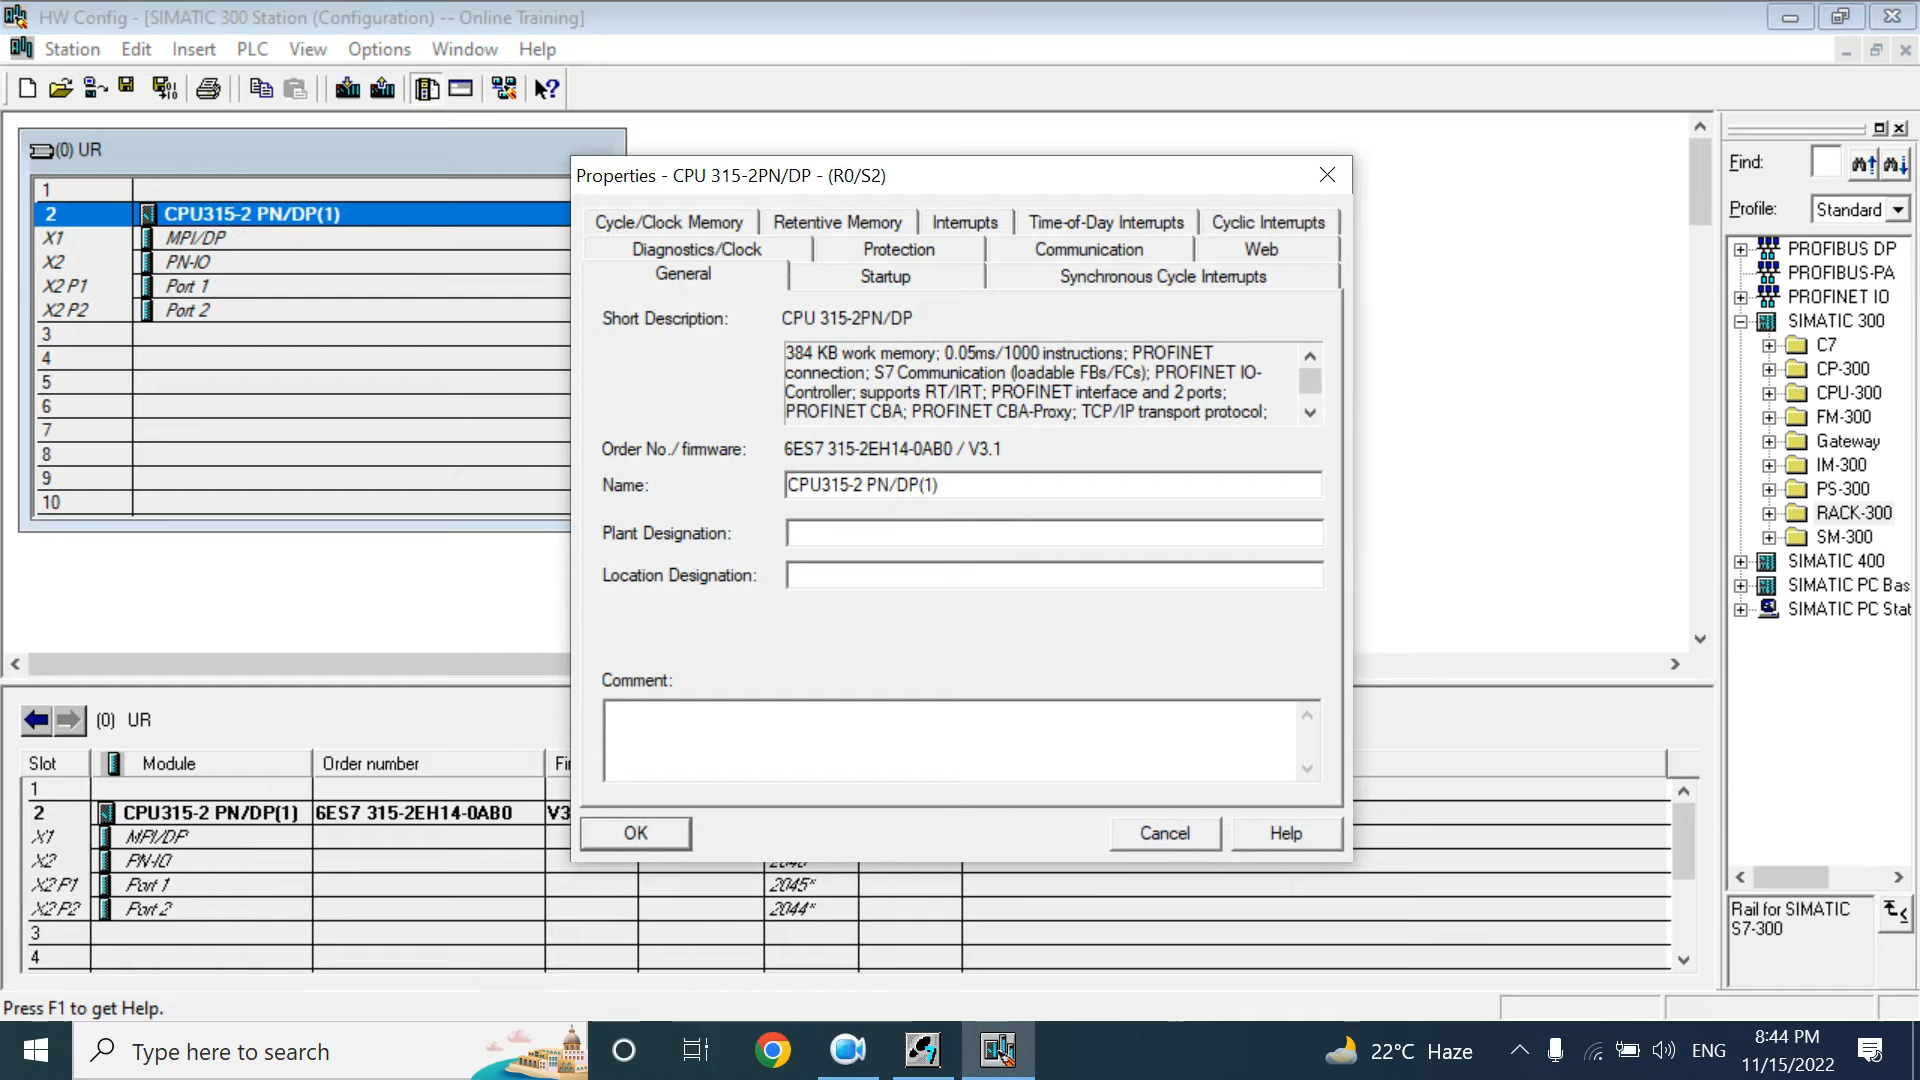 HW Config - [SIMATIC 300 Station (Configuration) -- Online Training]
Station Edit Insert PLC View Options Window Help
(0) UR
1
2 CPU315-2 PN/DP(1)
X1 MPI/DP
X2 PN-IO
X2 P1 Port 1
X2 P2 Port 2
3
4
5
6
7
8
9
10
Properties - CPU 315-2PN/DP - (R0/S2)
Cycle/Clock Memory Retentive Memory Interrupts Time-of-Day Interrupts Cyclic Interrupts
Diagnostics/Clock Protection Communication Web
General Startup Synchronous Cycle Interrupts
Short Description: CPU 315-2PN/DP
384 KB work memory; 0.05ms/1000 instructions; PROFINET
connection; S7 Communication (loadable FBs/FCs); PROFINET IO-
Controller; supports RT/IRT; PROFINET interface and 2 ports;
PROFINET CBA; PROFINET CBA-Proxy; TCP/IP transport protocol;
Order No./ firmware: 6ES7 315-2EH14-0AB0 / V3.1
Name: CPU315-2 PN/DP(1)
Plant Designation:
Location Designation:
Comment:
OK Cancel Help
Find:
Profile: Standard
PROFIBUS DP
PROFIBUS-PA
PROFINET IO
SIMATIC 300
C7
CP-300
CPU-300
FM-300
Gateway
IM-300
PS-300
RACK-300
SM-300
SIMATIC 400
SIMATIC PC Bas
SIMATIC PC Stat
Rail for SIMATIC
S7-300
(0) UR
Slot Module Order number Fi
1
2 CPU315-2 PN/DP(1) 6ES7 315-2EH14-0AB0 V3
X1 MPI/DP
X2 PN-IO
X2 P1 Port 1 2045*
X2 P2 Port 2 2044*
3
4
Press F1 to get Help.
Type here to search
22°C Haze
ENG
8:44 PM
11/15/2022